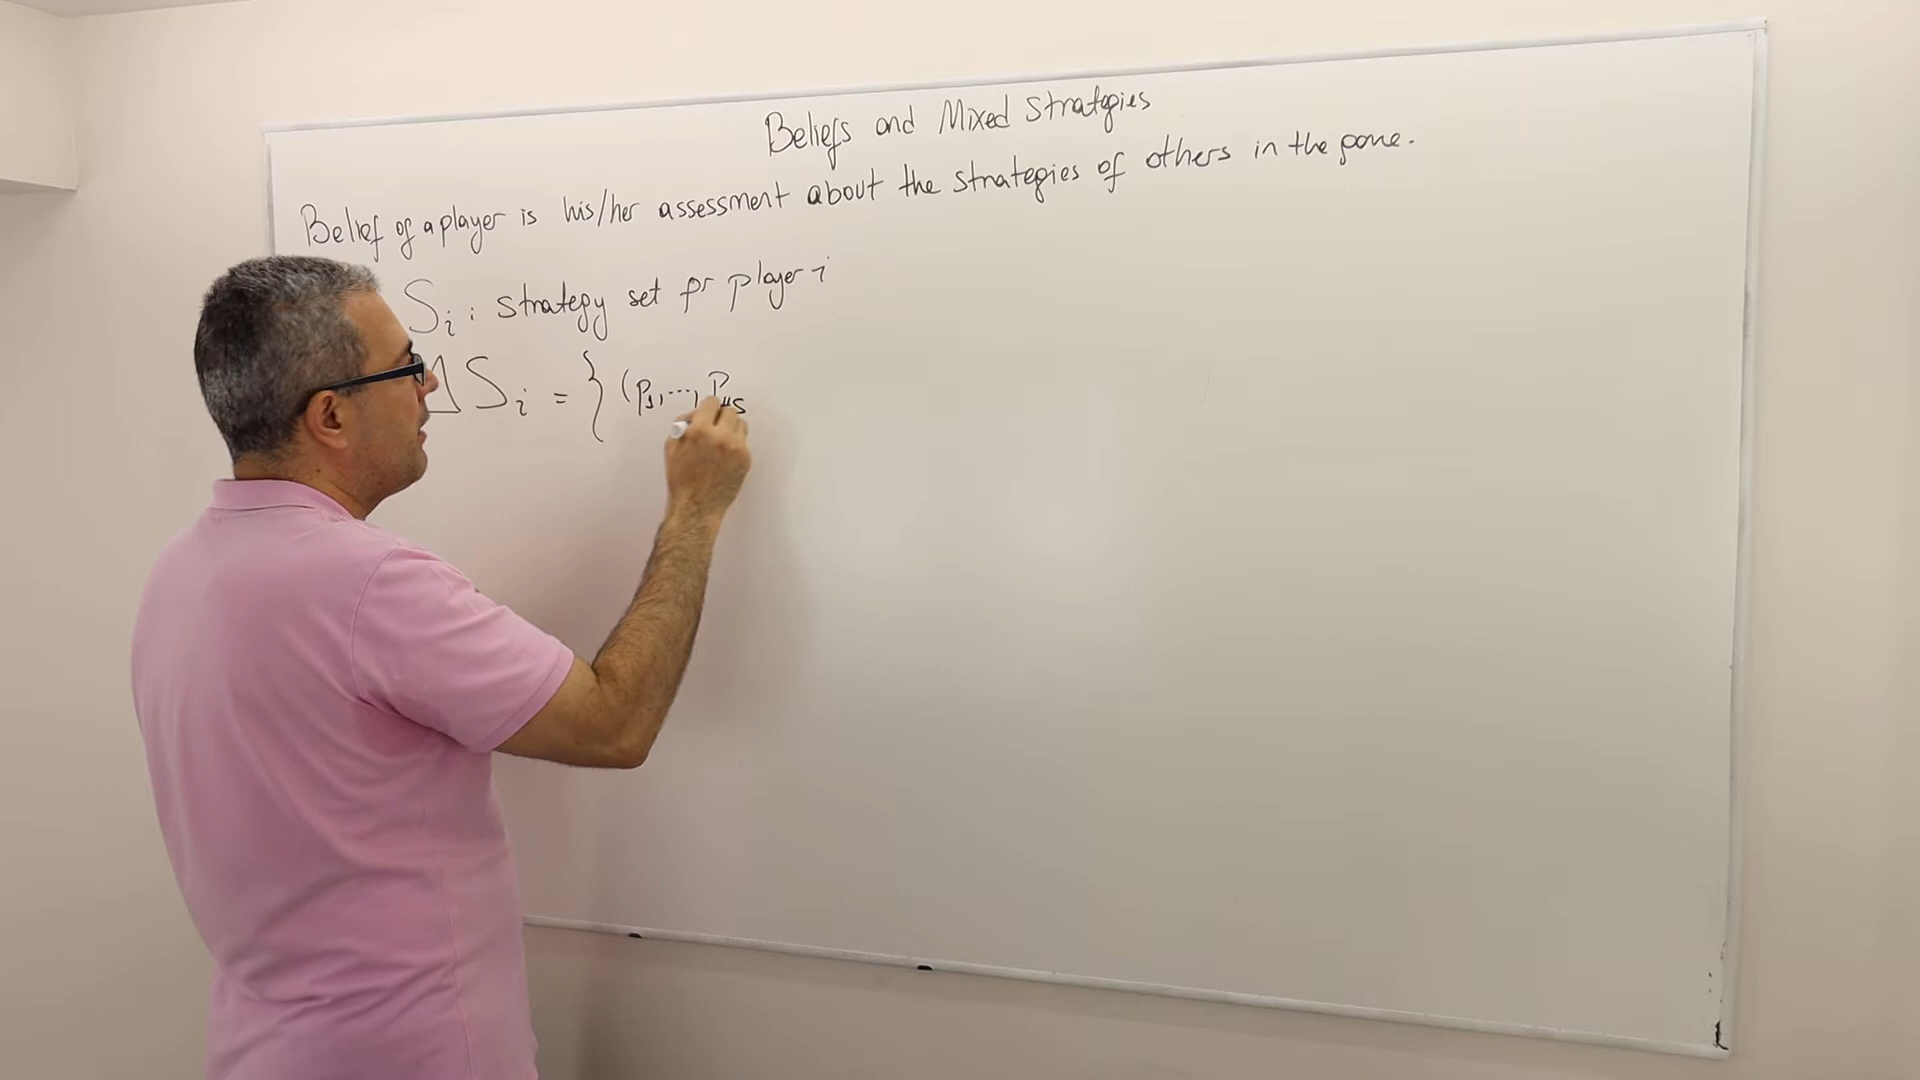 Beliefs and Mixed Strategies
Belief of a player is his/her assessment about the strategies of others in the game.
Si : strategy set for player i
ΔSi = { (p1, ..., p#S